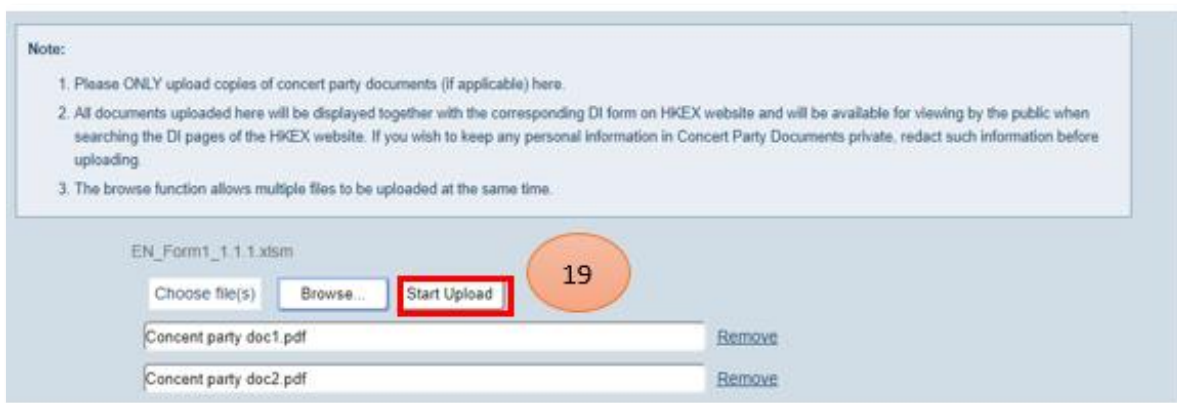 Note:
1. Please ONLY upload copies of concert party documents (if applicable) here.
2. All documents uploaded here will be displayed together with the corresponding DI form on HKEX website and will be available for viewing by the public when
searching the DI pages of the HKEX website. If you wish to keep any personal information in Concert Party Documents private, redact such information before
uploading.
3. The browse function allows multiple files to be uploaded at the same time.
EN_Form1_1.1.1.xlsm
Choose file(s) Browse... Start Upload 19
Concent party doc1.pdf Remove
Concent party doc2.pdf Remove